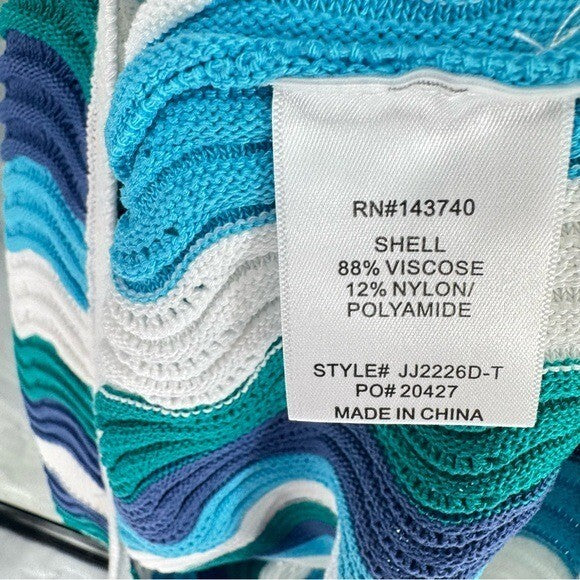 RN#143740
SHELL
88% VISCOSE
12% NYLON/
POLYAMIDE
STYLE# JJ2226D-T
PO# 20427
MADE IN CHINA